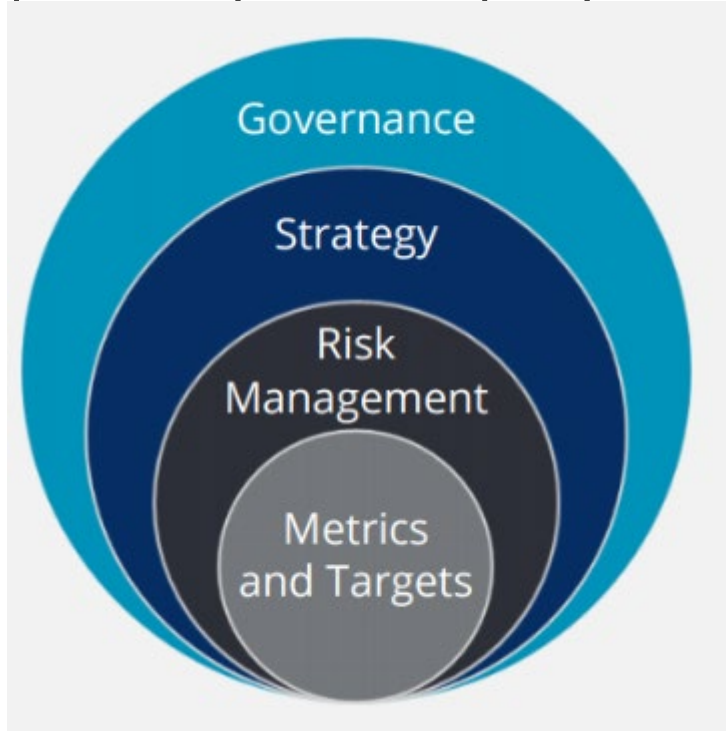 Governance
Strategy
Risk
Management
Metrics
and Targets